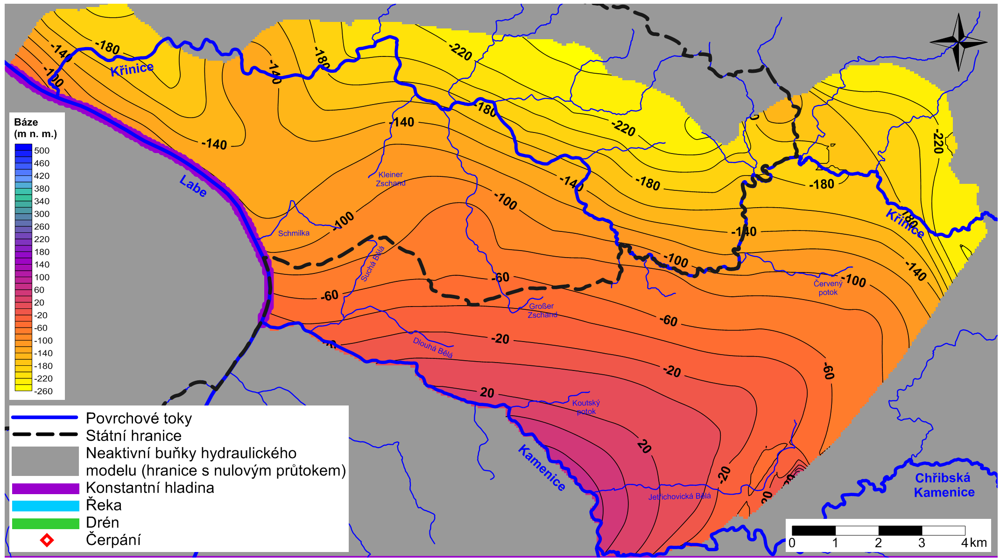 -180
-140
-100
Křinice
-140
-180
-220
-180
-140
-220
-140
-180
-220
-180
Báze
(m n. m.)
500
460
420
380
340
300
260
220
180
140
100
60
20
-20
-60
-100
-140
-180
-220
-260
Labe
Kleiner
Zschand
-140
-100
-100
Schmilka
Suchá Bělá
-140
Křinice
180
-100
-140
-60
-60
Červený
potok
-100
Großer
Zschand
-60
-20
Dlouhá Bělá
-20
-60
20
Koutský
potok
20
Kamenice
-20
Jetřichovická Bělá
Chřibská
Kamenice
Povrchové toky
Státní hranice
Neaktivní buňky hydraulického
modelu (hranice s nulovým průtokem)
Konstantní hladina
Řeka
Drén
Čerpání
0 1 2 3 4 km